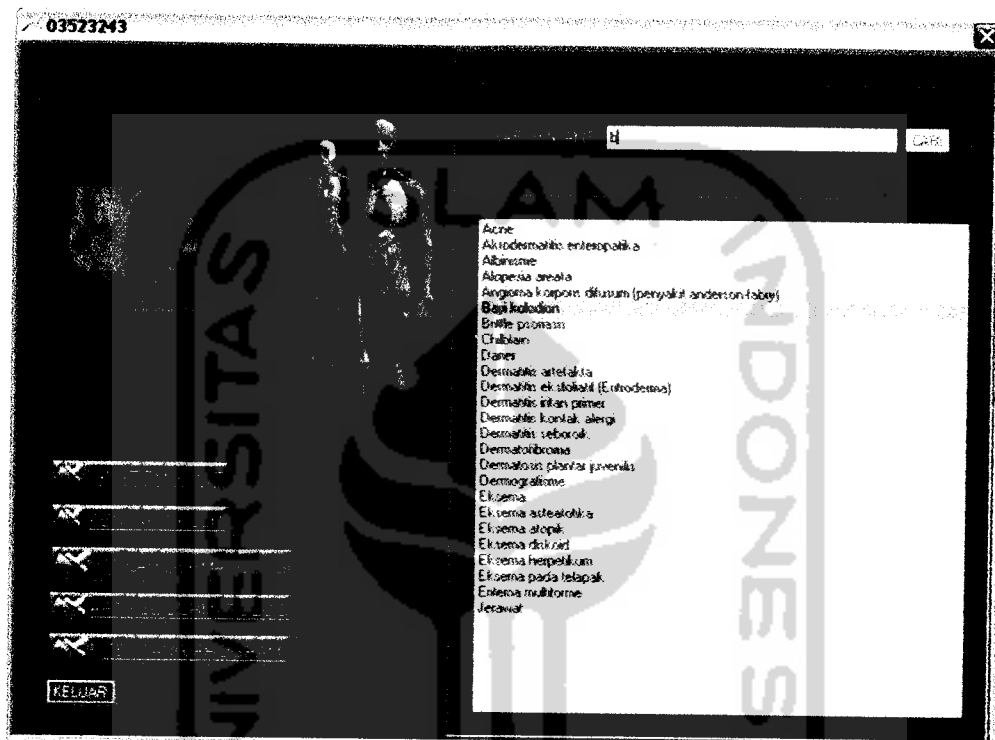 03523243
b
CARI
Acne
Akrodermatitis enteropatika
Albinisme
Alopesia areata
Angioma korporis difusum (penyakit anderson-fabry)
Bayi kolodion
Brittle psoriasis
Chilblain
Darier
Dermatitis artefakta
Dermatitis eksfoliatif (Eritroderma)
Dermatitis iritan primer
Dermatitis kontak alergi
Dermatitis seboroik
Dermatofibroma
Dermatosis plantar juvenilis
Dermografisme
Eksema
Eksema asteatotika
Eksema atopik
Eksema diskoid
Eksema herpetikum
Eksema pada telapak
Eritema multiforme
Jerawat
KELUAR
UNIVERSITAS ISLAM INDONES